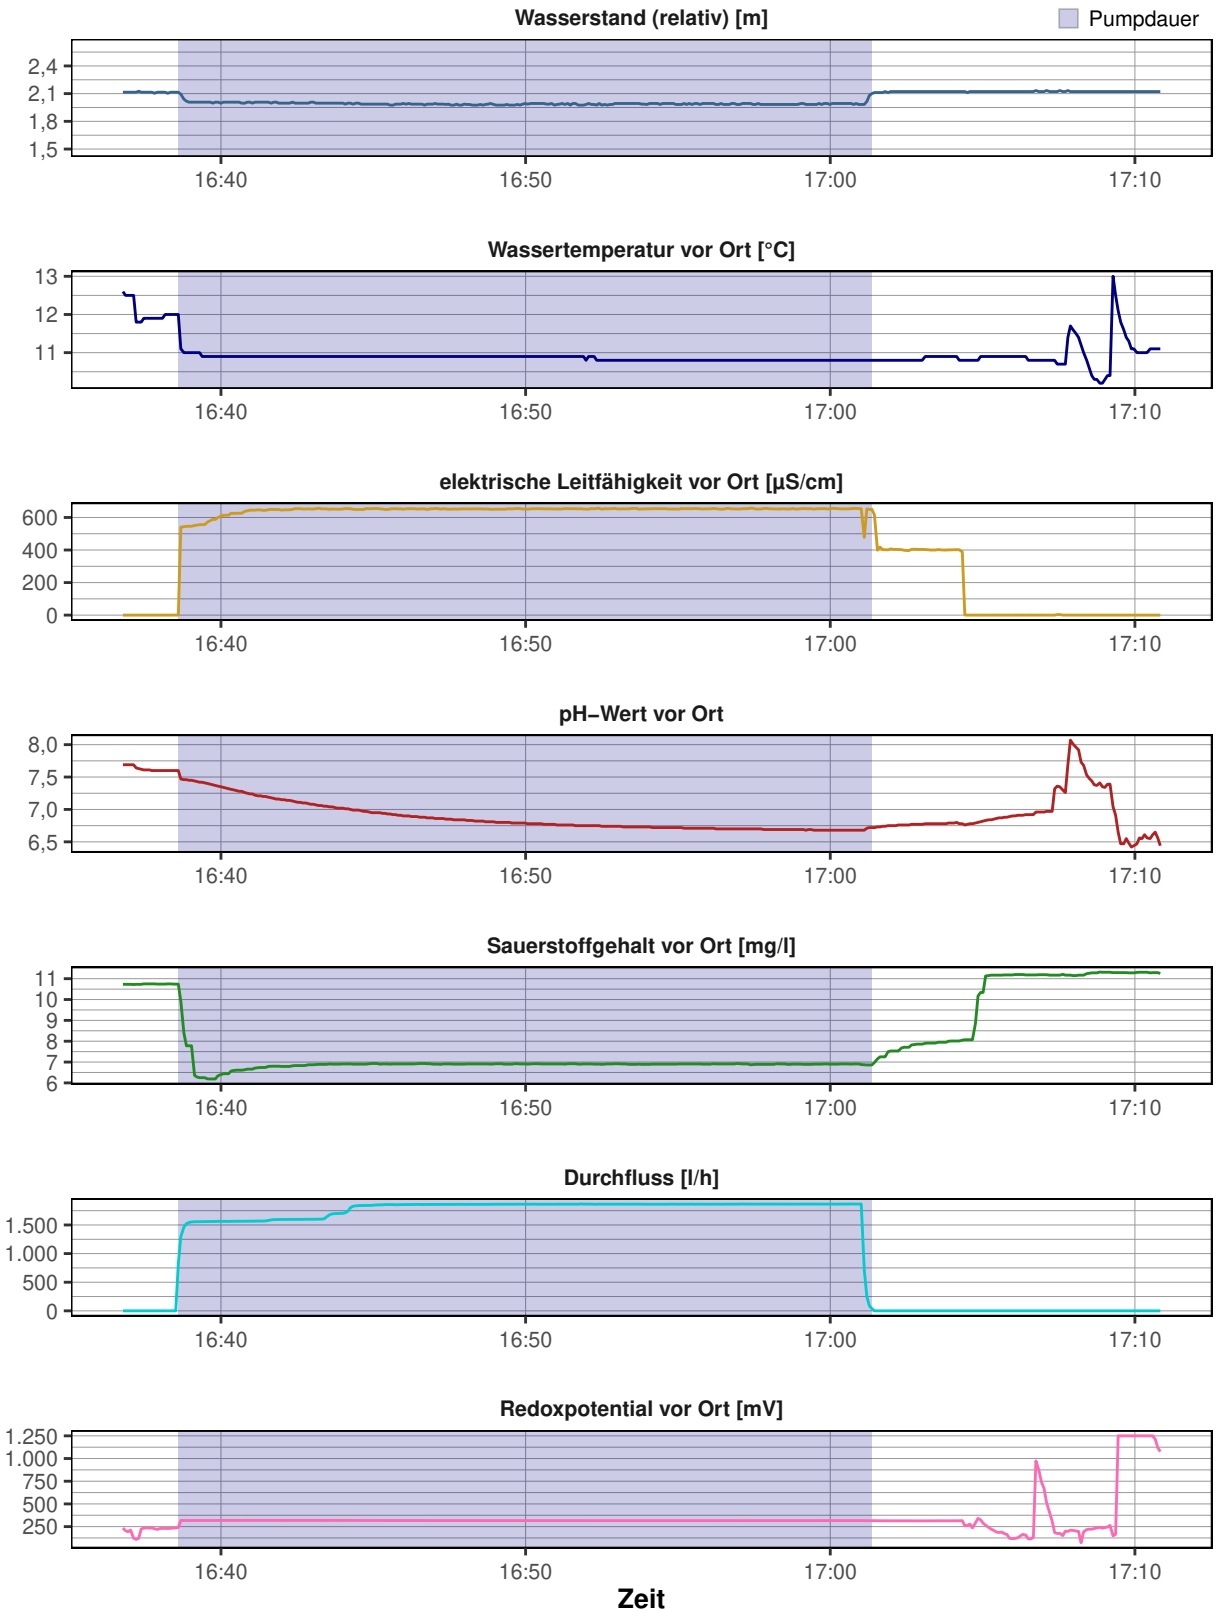 Wasserstand (relativ) [m]
Pumpdauer
2,4
2,1
1,8
1,5
16:40 16:50 17:00 17:10
Wassertemperatur vor Ort [°C]
13
12
11
16:40 16:50 17:00 17:10
elektrische Leitfähigkeit vor Ort [µS/cm]
600
400
200
0
16:40 16:50 17:00 17:10
pH−Wert vor Ort
8,0
7,5
7,0
6,5
16:40 16:50 17:00 17:10
Sauerstoffgehalt vor Ort [mg/l]
11
10
9
8
7
6
16:40 16:50 17:00 17:10
Durchfluss [l/h]
1.500
1.000
500
0
16:40 16:50 17:00 17:10
Redoxpotential vor Ort [mV]
1.250
1.000
750
500
250
16:40 16:50 17:00 17:10
Zeit